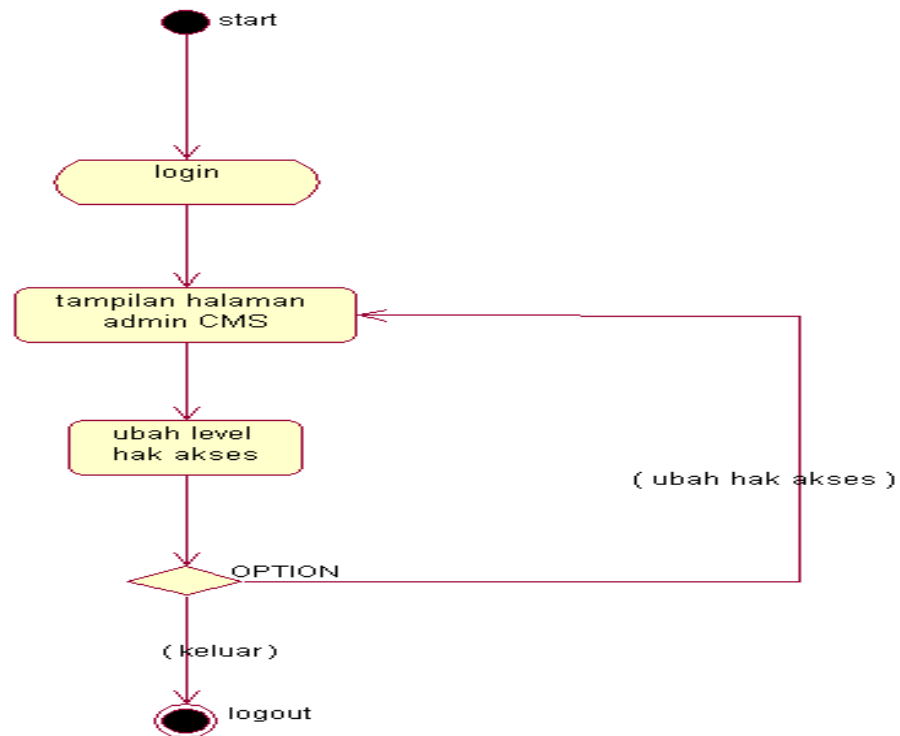 start
login
tampilan halaman
admin CMS
ubah level
hak akses
( ubah hak akses )
OPTION
( keluar )
logout